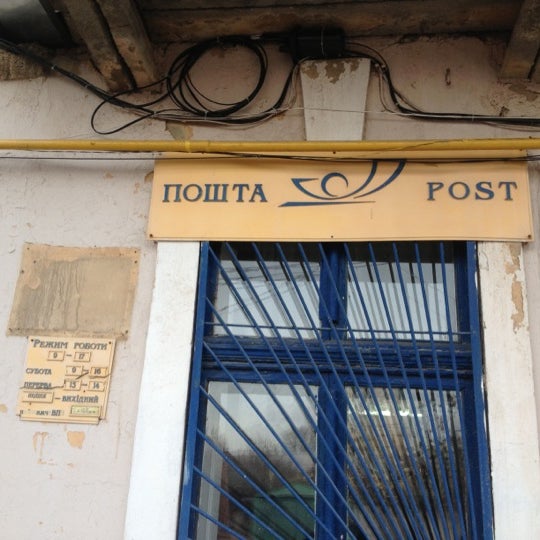 ПОШТА POST
РЕЖИМ РОБОТИ
9 — 17
СУБОТА 9 — 16
ПЕРЕРВА 13 — 14
НЕДІЛЯ — ВИХІДНИЙ